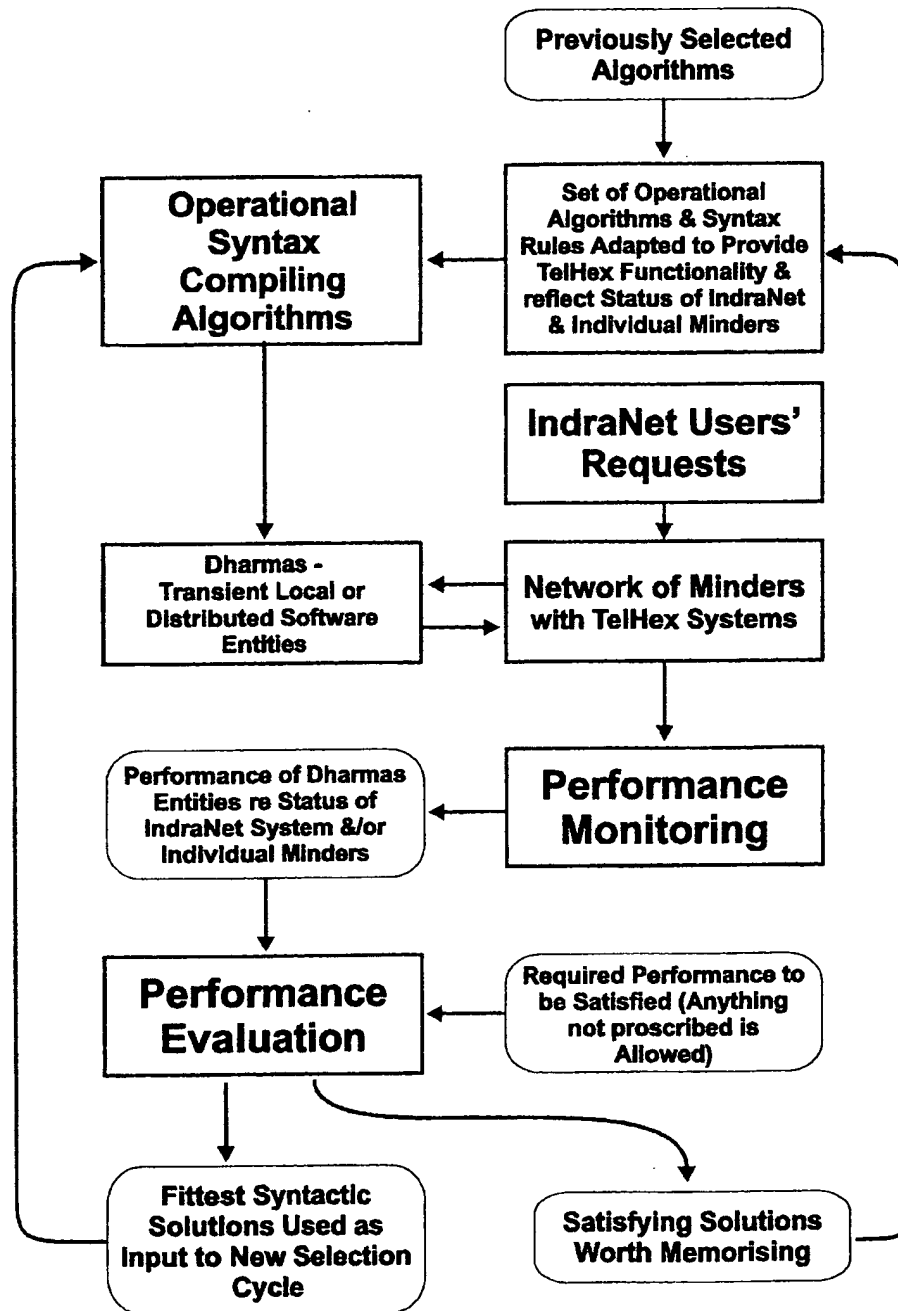 Previously Selected
Algorithms
Operational
Syntax
Compiling
Algorithms
Set of Operational
Algorithms & Syntax
Rules Adapted to Provide
TelHex Functionality &
reflect Status of IndraNet
& Individual Minders
IndraNet Users'
Requests
Dharmas -
Transient Local or
Distributed Software
Entities
Network of Minders
with TelHex Systems
Performance of Dharmas
Entities re Status of
IndraNet System &/or
Individual Minders
Performance
Monitoring
Performance
Evaluation
Required Performance to
be Satisfied (Anything
not proscribed is
Allowed)
Fittest Syntactic
Solutions Used as
Input to New Selection
Cycle
Satisfying Solutions
Worth Memorising